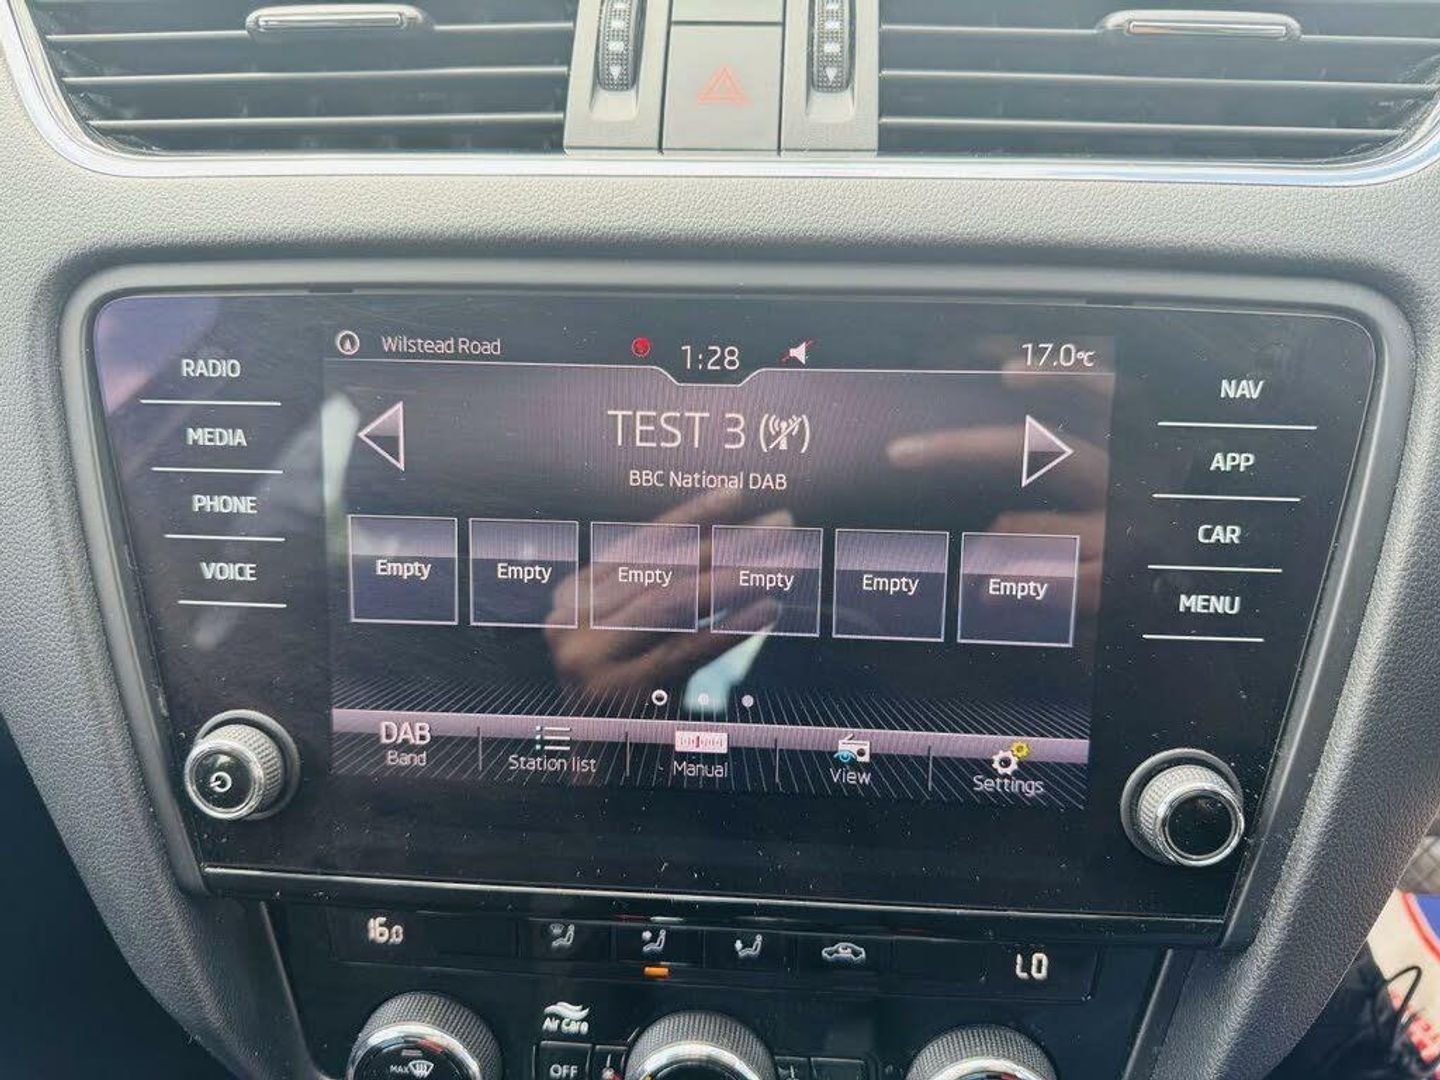 Wilstead Road
1:28
17.0°C
RADIO
MEDIA
PHONE
VOICE
NAV
APP
CAR
MENU
TEST 3
BBC National DAB
Empty Empty Empty Empty Empty Empty
DAB
Band
Station list
Manual
View
Settings
16.0
LO
Air Care
MAX
OFF